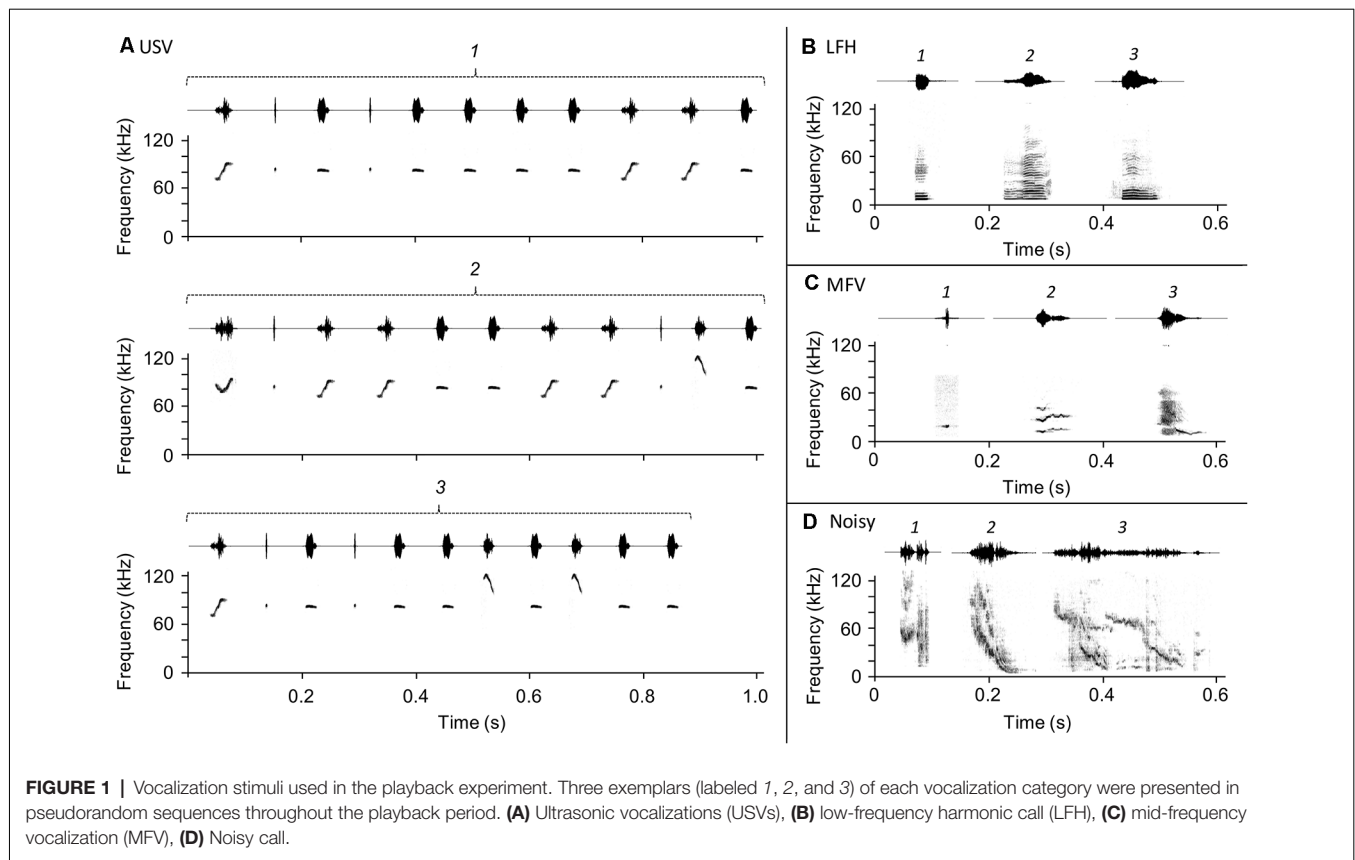 A USV
1
120
60
0
Frequency (kHz)
2
120
60
0
Frequency (kHz)
3
120
60
0
Frequency (kHz)
0.2 0.4 0.6 0.8 1.0
Time (s)
B LFH
1 2 3
120
60
0
Frequency (kHz)
0 0.2 0.4 0.6
Time (s)
C MFV
1 2 3
120
60
0
Frequency (kHz)
0 0.2 0.4 0.6
Time (s)
D Noisy
1 2 3
120
60
0
Frequency (kHz)
0 0.2 0.4 0.6
Time (s)
FIGURE 1 | Vocalization stimuli used in the playback experiment. Three exemplars (labeled 1, 2, and 3) of each vocalization category were presented in
pseudorandom sequences throughout the playback period. (A) Ultrasonic vocalizations (USVs), (B) low-frequency harmonic call (LFH), (C) mid-frequency
vocalization (MFV), (D) Noisy call.